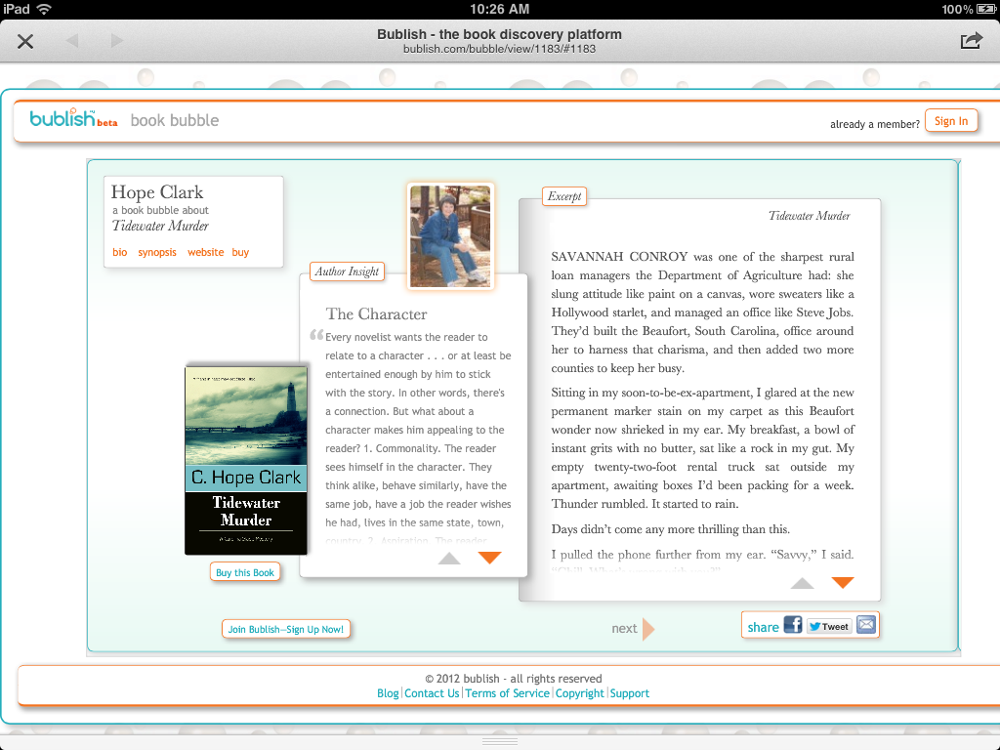 iPad 10:26 AM 100%
Bublish - the book discovery platform
bublish.com/bubble/view/1183/#1183
bublish beta book bubble
already a member? Sign In
Hope Clark
a book bubble about
Tidewater Murder
bio synopsis website buy
Author Insight
The Character
“Every novelist wants the reader to
relate to a character . . . or at least be
entertained enough by him to stick
with the story. In other words, there's
a connection. But what about a
character makes him appealing to the
reader? 1. Commonality. The reader
sees himself in the character. They
think alike, behave similarly, have the
same job, have a job the reader wishes
he had, lives in the same state, town,
country. 2. Aspiration. The reader
C. Hope Clark
Tidewater
Murder
Buy this Book
Join Bublish—Sign Up Now!
Excerpt
Tidewater Murder
SAVANNAH CONROY was one of the sharpest rural
loan managers the Department of Agriculture had: she
slung attitude like paint on a canvas, wore sweaters like a
Hollywood starlet, and managed an office like Steve Jobs.
They’d built the Beaufort, South Carolina, office around
her to harness that charisma, and then added two more
counties to keep her busy.
Sitting in my soon-to-be-ex-apartment, I glared at the new
permanent marker stain on my carpet as this Beaufort
wonder now shrieked in my ear. My breakfast, a bowl of
instant grits with no butter, sat like a rock in my gut. My
empty twenty-two-foot rental truck sat outside my
apartment, awaiting boxes I’d been packing for a week.
Thunder rumbled. It started to rain.
Days didn’t come any more thrilling than this.
I pulled the phone further from my ear. “Savvy,” I said.
next
share Tweet
© 2012 bublish - all rights reserved
Blog | Contact Us | Terms of Service | Copyright | Support